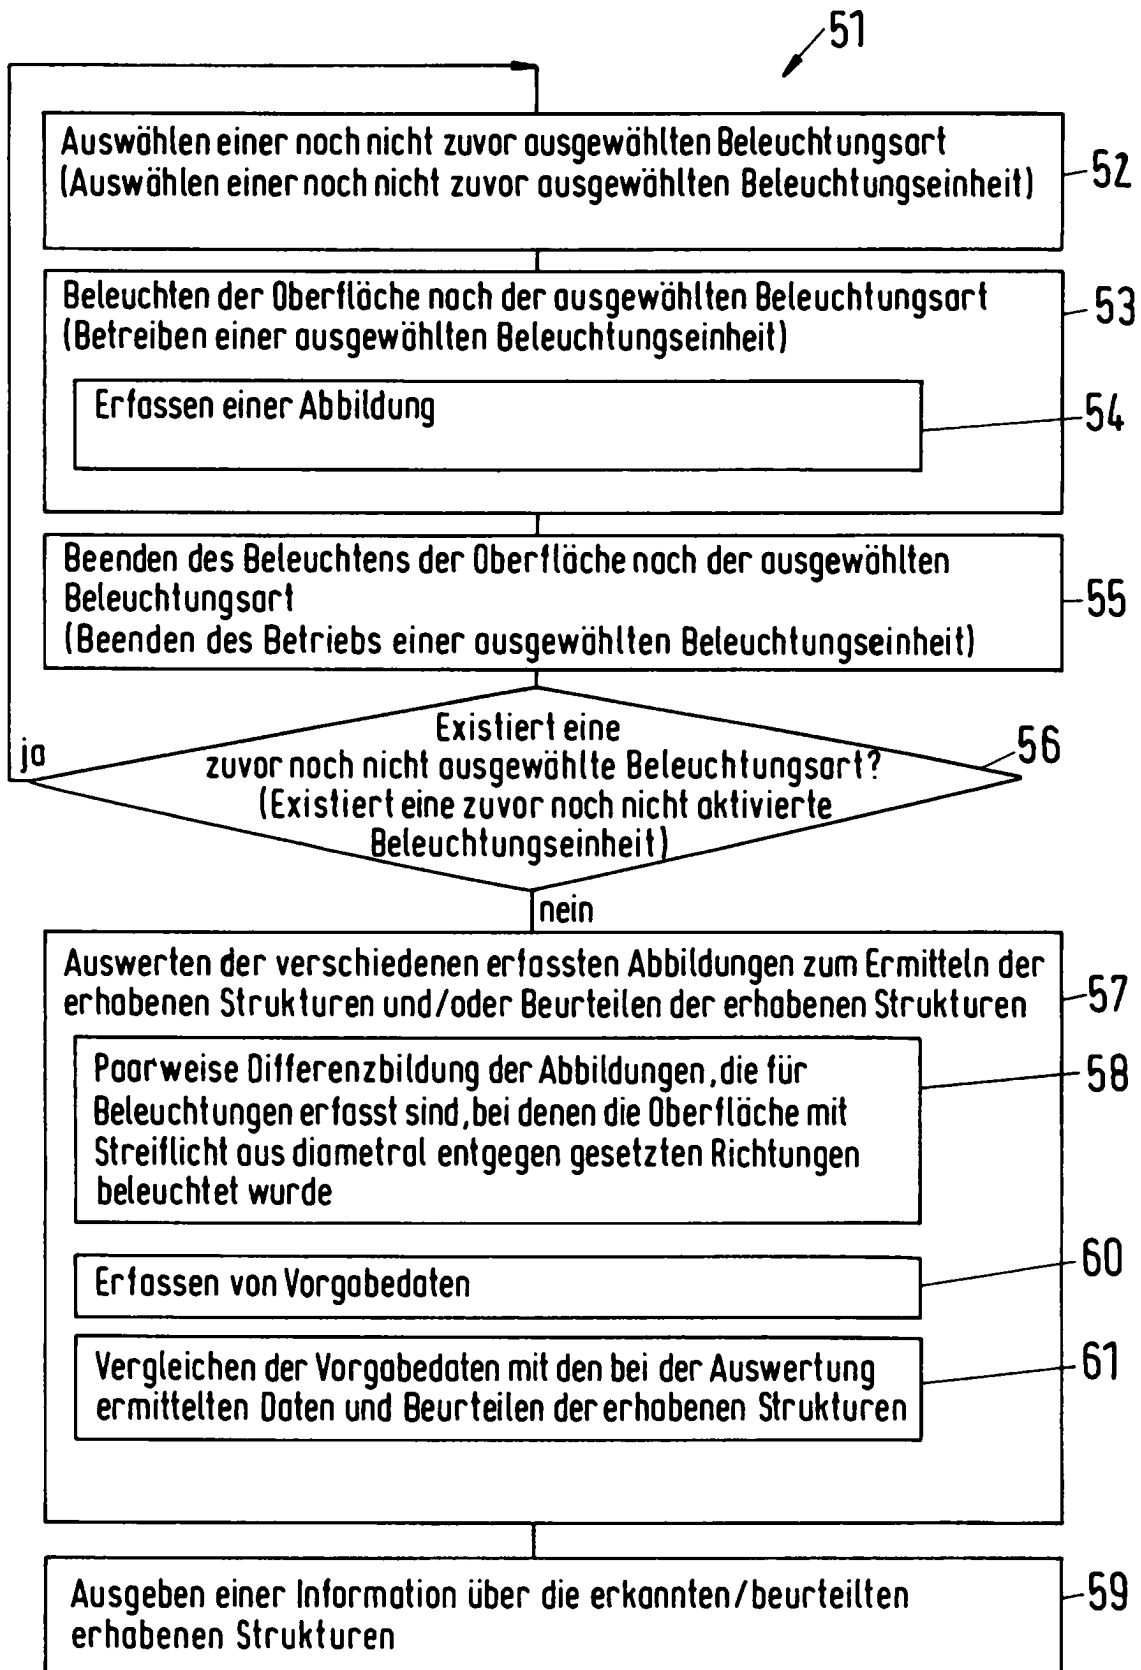 51
Auswählen einer noch nicht zuvor ausgewählten Beleuchtungsart
(Auswählen einer noch nicht zuvor ausgewählten Beleuchtungseinheit)
52
Beleuchten der Oberfläche nach der ausgewählten Beleuchtungsart
(Betreiben einer ausgewählten Beleuchtungseinheit)
53
Erfassen einer Abbildung
54
Beenden des Beleuchtens der Oberfläche nach der ausgewählten
Beleuchtungsart
(Beenden des Betriebs einer ausgewählten Beleuchtungseinheit)
55
ja
Existiert eine
zuvor noch nicht ausgewählte Beleuchtungsart?
(Existiert eine zuvor noch nicht aktivierte
Beleuchtungseinheit)
56
nein
Auswerten der verschiedenen erfassten Abbildungen zum Ermitteln der
erhabenen Strukturen und/oder Beurteilen der erhabenen Strukturen
57
Paarweise Differenzbildung der Abbildungen, die für
Beleuchtungen erfasst sind, bei denen die Oberfläche mit
Streiflicht aus diametral entgegen gesetzten Richtungen
beleuchtet wurde
58
Erfassen von Vorgabedaten
60
Vergleichen der Vorgabedaten mit den bei der Auswertung
ermittelten Daten und Beurteilen der erhabenen Strukturen
61
Ausgeben einer Information über die erkannten/beurteilten
erhabenen Strukturen
59